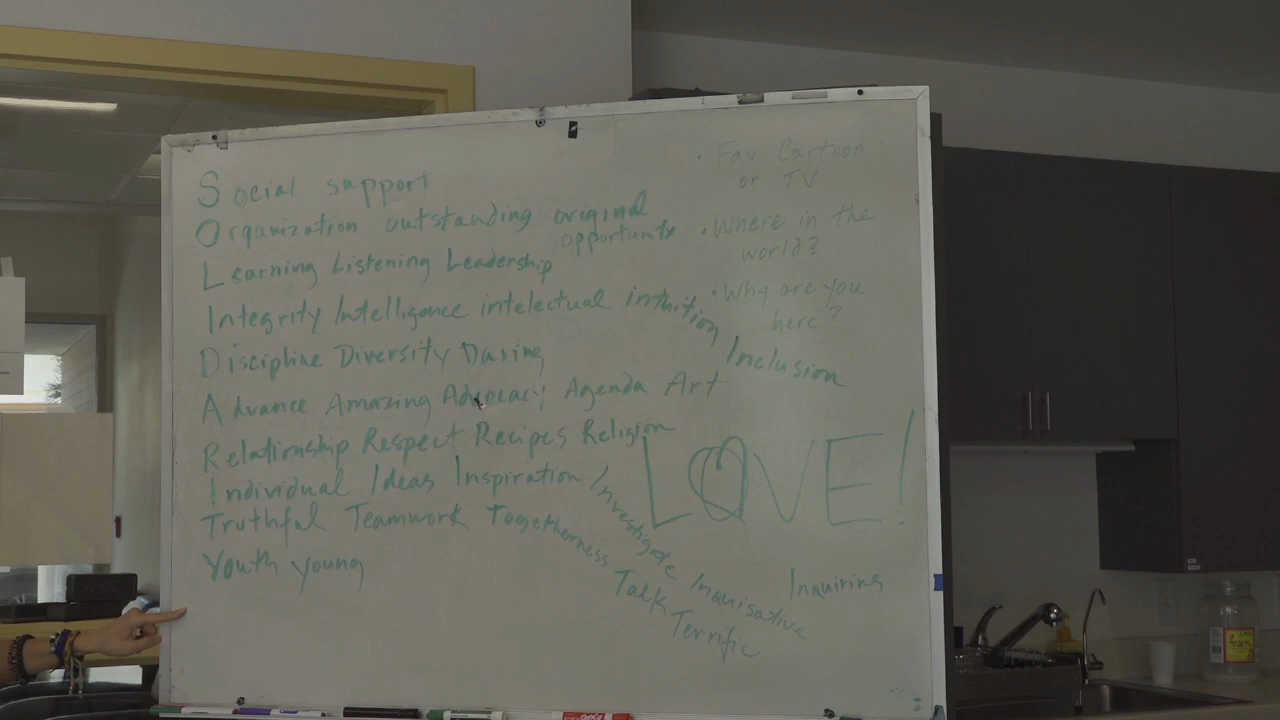 Social support
Organization outstanding original opportunity
Learning Listening Leadership
Integrity Intelligence intelectual intuition Inclusion
Discipline Diversity Daring
Advance Amazing Advocacy Agenda Art
Relationship Respect Recipes Religion
Individual Ideas Inspiration Investigate Inquisative Inquiring
Truthful Teamwork Togetherness Talk Terrific
Youth young
• Fav. Cartoon
or TV
• Where in the
world?
• Why are you
here?
LOVE!